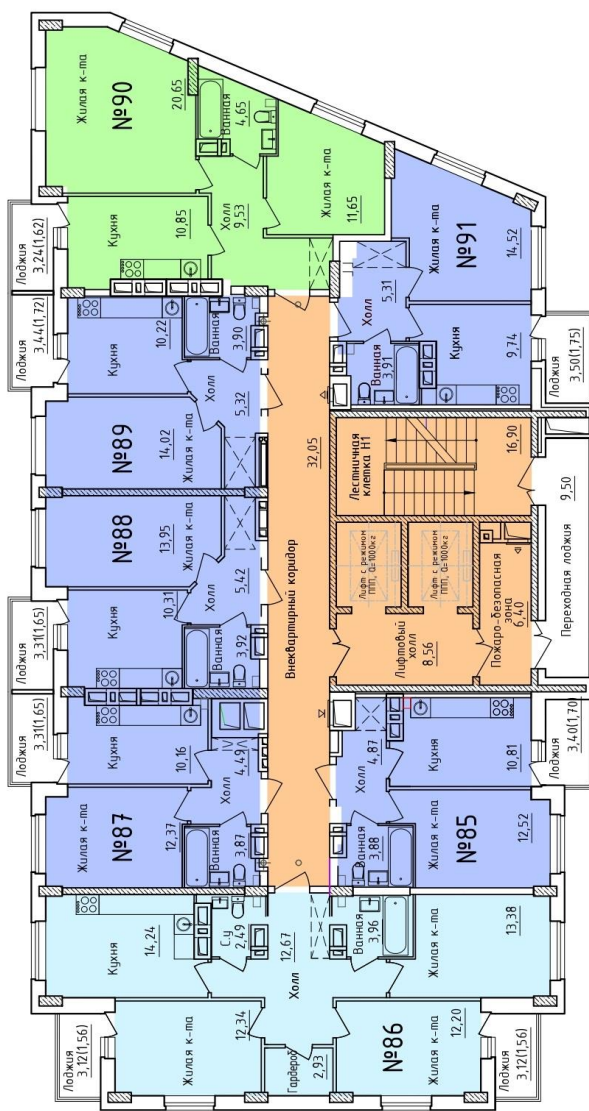 Лоджия
3,24(1,62)
Кухня
10,85
Жилая к-та
№90
20,65
Ванная
4,65
Холл
9,53
Жилая к-та
11,65
Лоджия
3,44(1,72)
Кухня
10,22
Ванная
3,90
Холл
5,32
№89
Жилая к-та
14,02
Жилая к-та
№91
14,52
Холл
5,31
Ванная
3,91
Кухня
9,74
Лоджия
3,50(1,75)
Внеквартирный коридор
32,05
Лестничная
клетка Н1
16,90
Лифт с режимом
ППП, Q=1000кг
Лифт с режимом
ППП, Q=1000кг
Лифтовый
холл
8,56
Пожаро-безопасная
зона
6,40
Переходная лоджия
9,50
№88
Жилая к-та
13,95
Лоджия
3,31(1,65)
Кухня
10,31
Холл
5,42
Ванная
3,92
Лоджия
3,31(1,65)
Кухня
10,16
Холл
4,49
Жилая к-та
№87
12,37
Ванная
3,87
Холл
4,87
Кухня
10,81
Лоджия
3,40(1,70)
Ванная
3,88
Жилая к-та
№85
12,52
Кухня
14,24
С.у
2,49
Холл
12,67
Ванная
3,96
Жилая к-та
13,38
Лоджия
3,12(1,56)
Жилая к-та
12,34
Гардероб
2,93
№86
Жилая к-та
12,20
Лоджия
3,12(1,56)